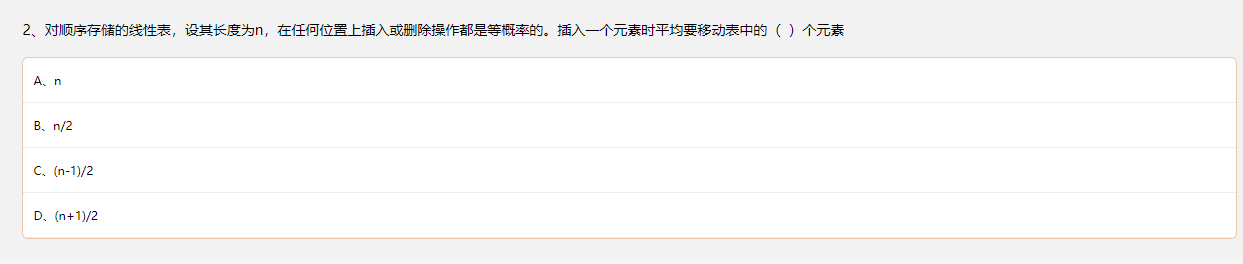 2、对顺序存储的线性表，设其长度为n，在任何位置上插入或删除操作都是等概率的。插入一个元素时平均要移动表中的（ ）个元素
A、n
B、n/2
C、(n-1)/2
D、(n+1)/2